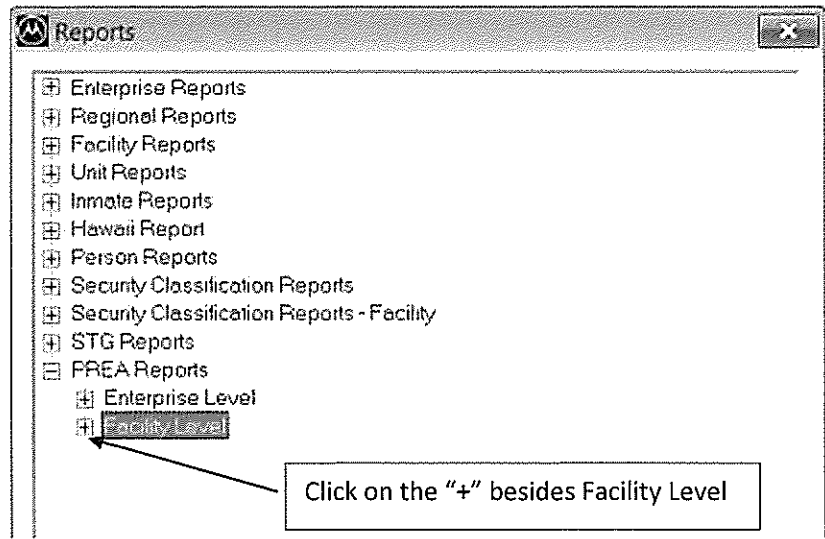 Reports
Enterprise Reports
Regional Reports
Facility Reports
Unit Reports
Inmate Reports
Hawaii Report
Person Reports
Security Classification Reports
Security Classification Reports - Facility
STG Reports
PREA Reports
Enterprise Level
Facility Level
Click on the "+" besides Facility Level